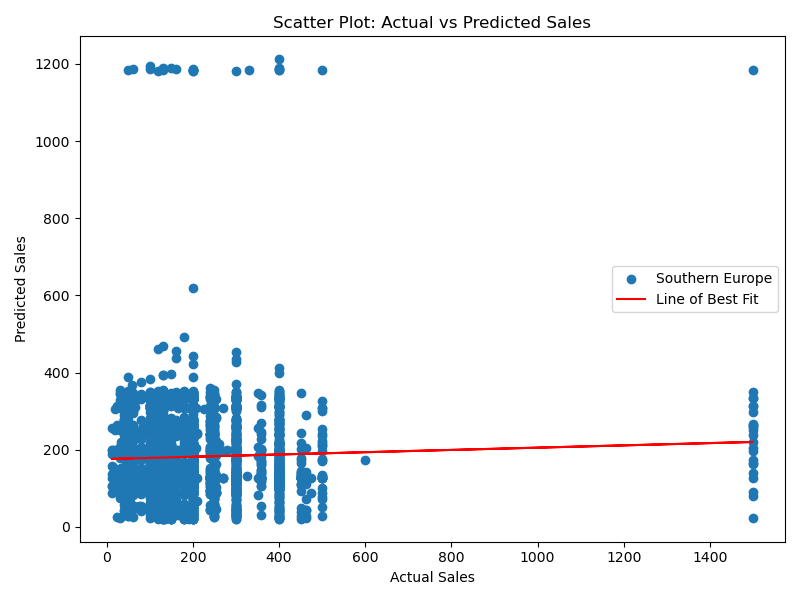 Scatter Plot: Actual vs Predicted Sales
1200
1000
800
600
400
200
0
Predicted Sales
Southern Europe
Line of Best Fit
0 200 400 600 800 1000 1200 1400
Actual Sales